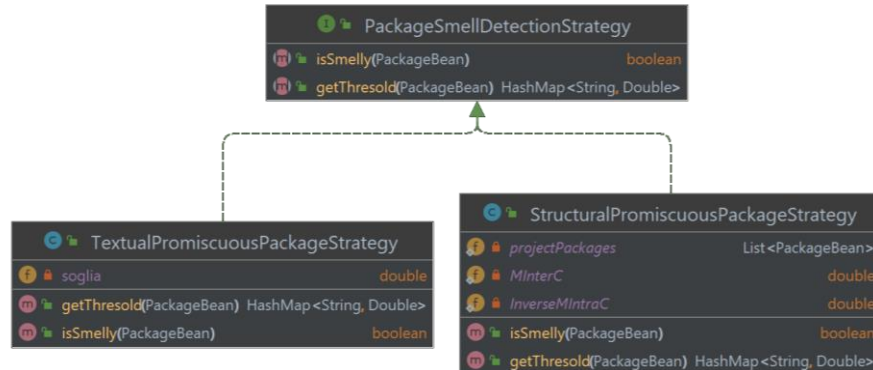 PackageSmellDetectionStrategy
isSmelly(PackageBean) boolean
getThresold(PackageBean) HashMap<String, Double>
TextualPromiscuousPackageStrategy
soglia double
getThresold(PackageBean) HashMap<String, Double>
isSmelly(PackageBean) boolean
StructuralPromiscuousPackageStrategy
projectPackages List<PackageBean>
MInterC double
InverseMIntraC double
isSmelly(PackageBean) boolean
getThresold(PackageBean) HashMap<String, Double>